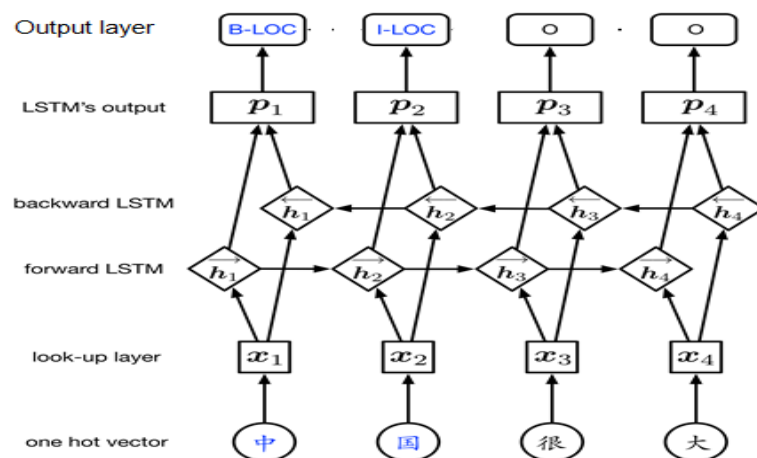 Output layer B-LOC · · I-LOC · O · O
LSTM's output p1 p2 p3 p4
backward LSTM h1 h2 h3 h4
forward LSTM h1 h2 h3 h4
look-up layer x1 x2 x3 x4
one hot vector 中 国 很 大